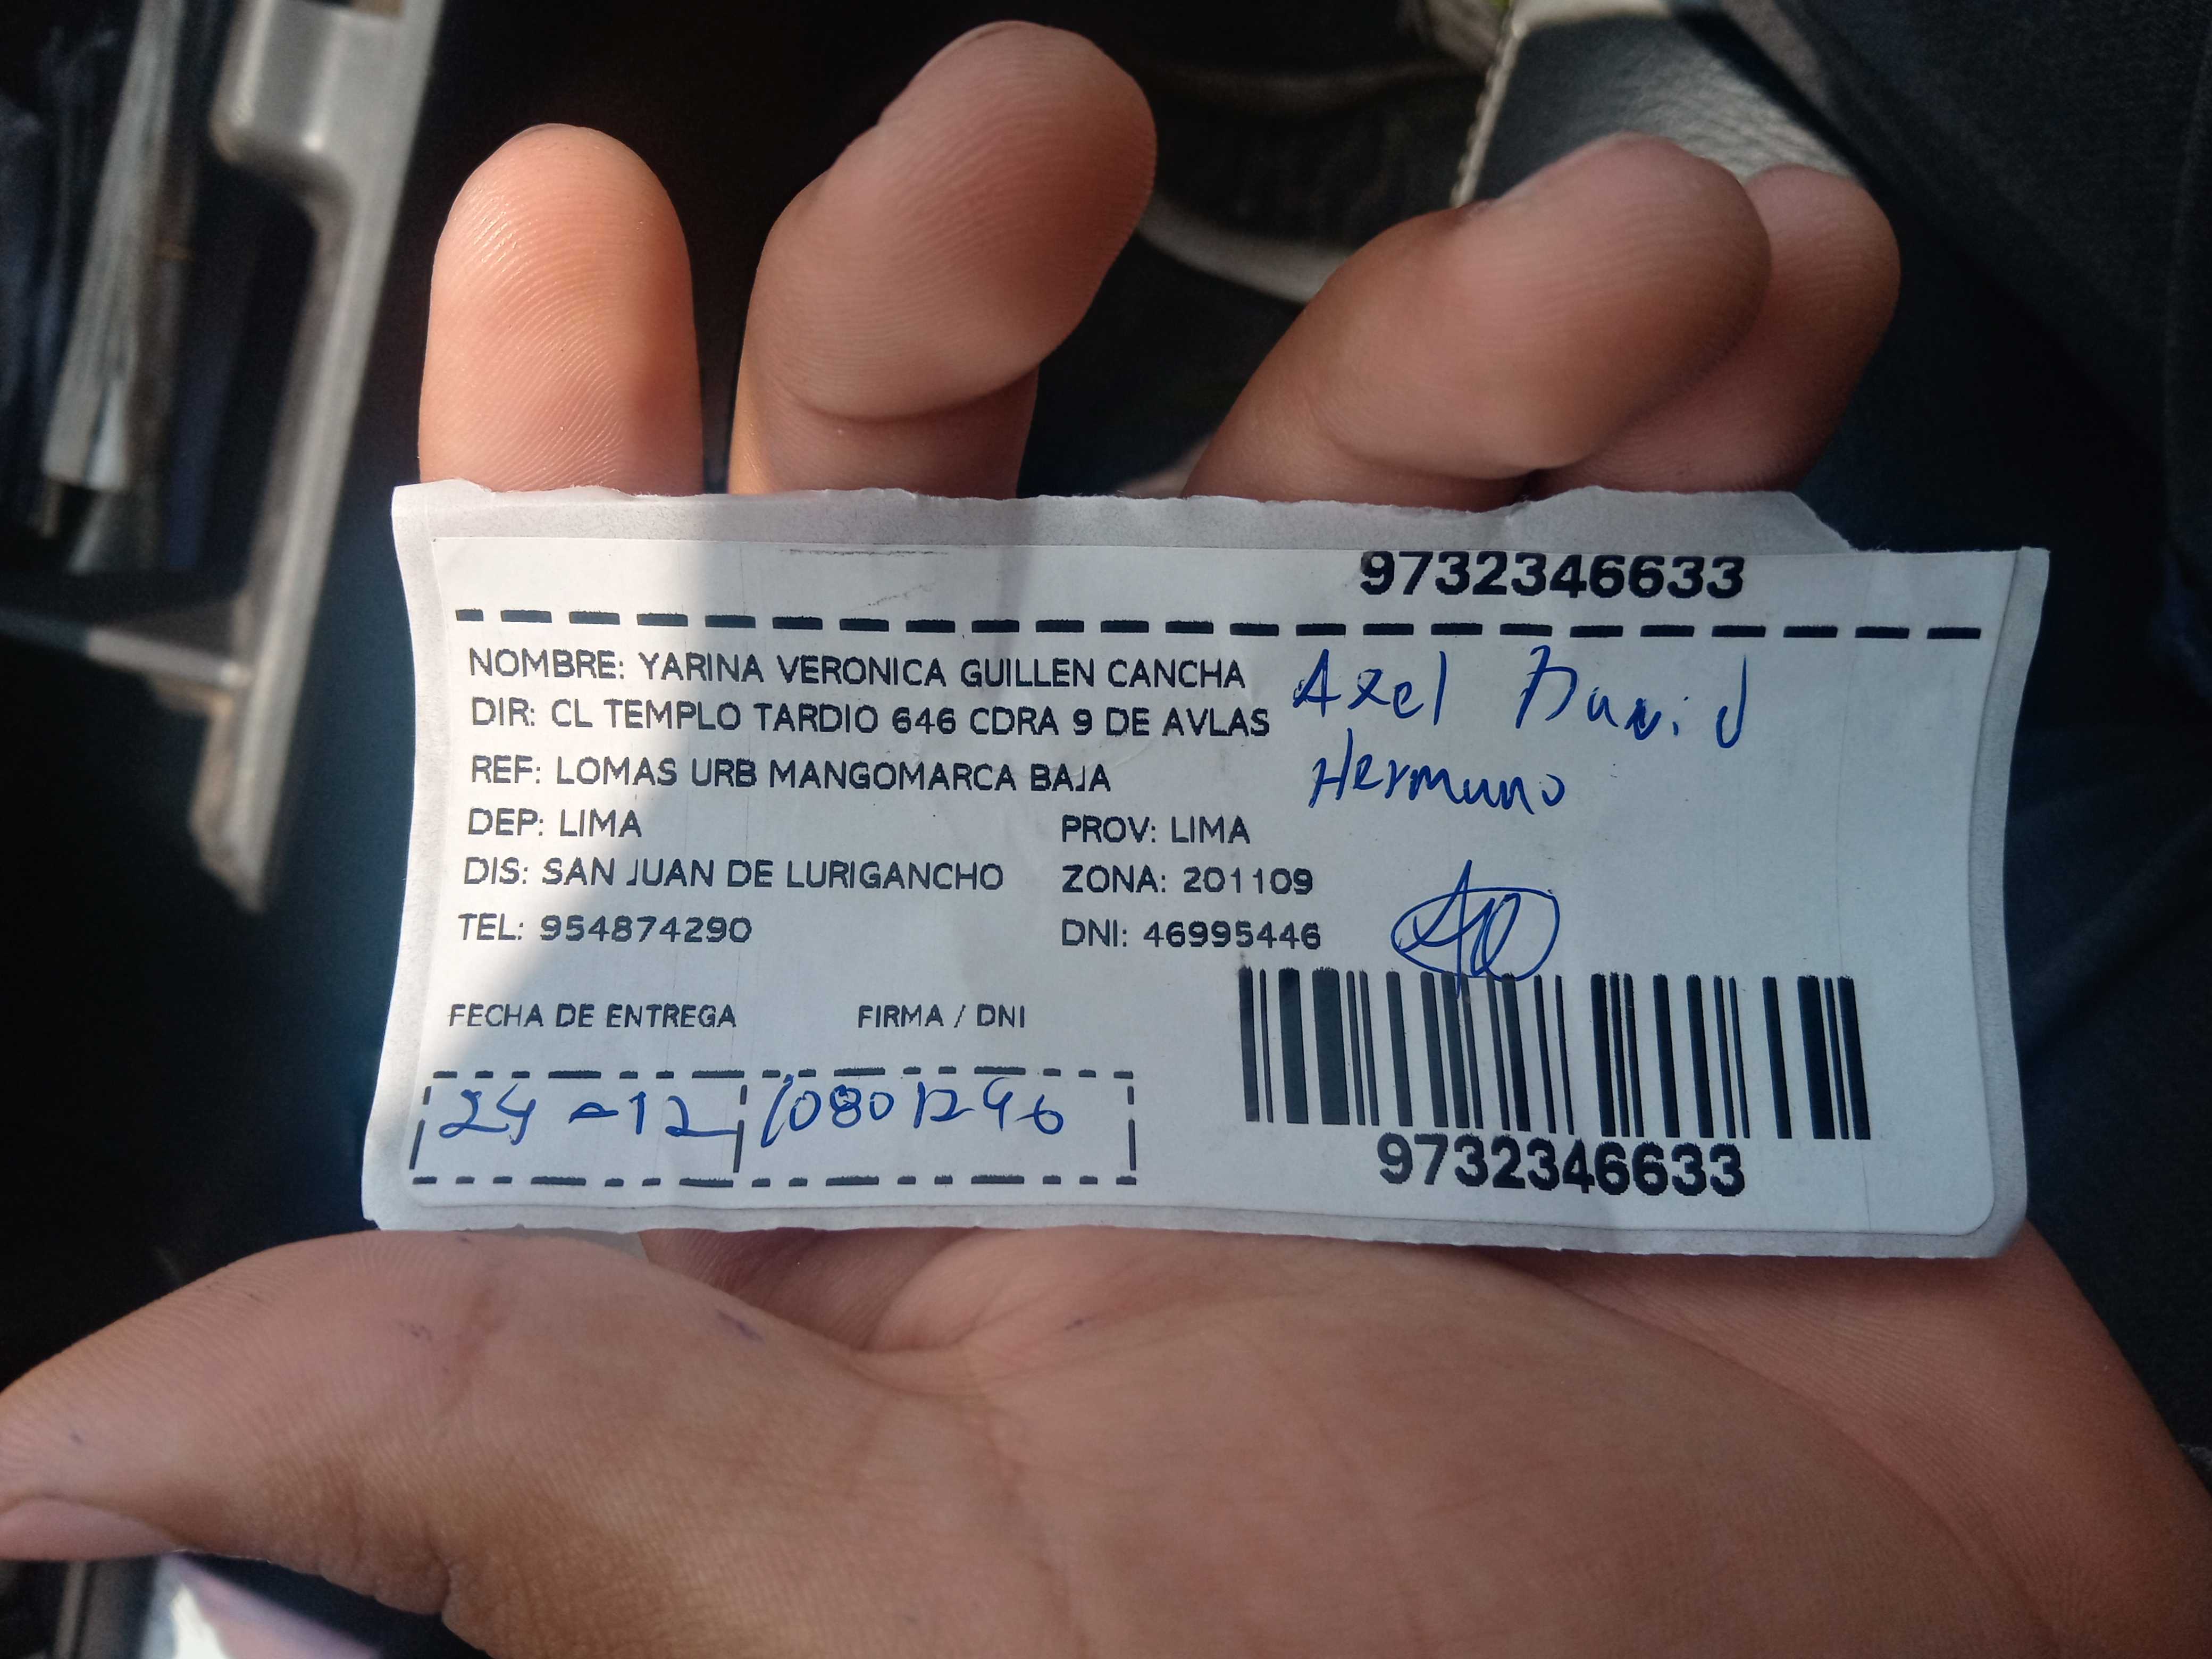 9732346633
NOMBRE: YARINA VERONICA GUILLEN CANCHA
DIR: CL TEMPLO TARDIO 646 CDRA 9 DE AVLAS
Axel David
REF: LOMAS URB MANGOMARCA BAJA
Hermano
DEP: LIMA PROV: LIMA
DIS: SAN JUAN DE LURIGANCHO ZONA: 201109
TEL: 954874290 DNI: 46995446
FECHA DE ENTREGA FIRMA / DNI
24-12
9732346633